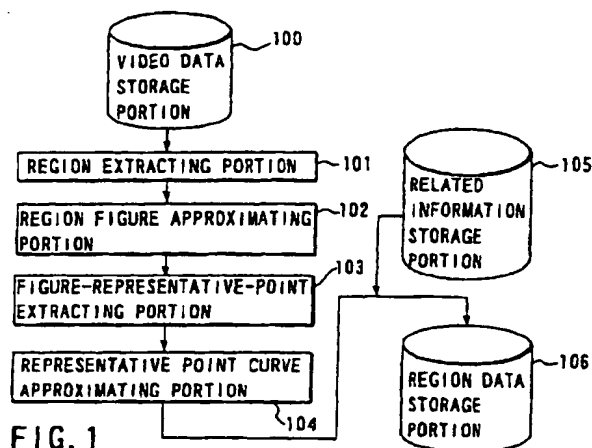 VIDEO DATA
STORAGE
PORTION
100
REGION EXTRACTING PORTION
101
REGION FIGURE APPROXIMATING
PORTION
102
FIGURE-REPRESENTATIVE-POINT
EXTRACTING PORTION
103
REPRESENTATIVE POINT CURVE
APPROXIMATING PORTION
104
RELATED
INFORMATION
STORAGE
PORTION
105
REGION DATA
STORAGE
PORTION
106
FIG. 1